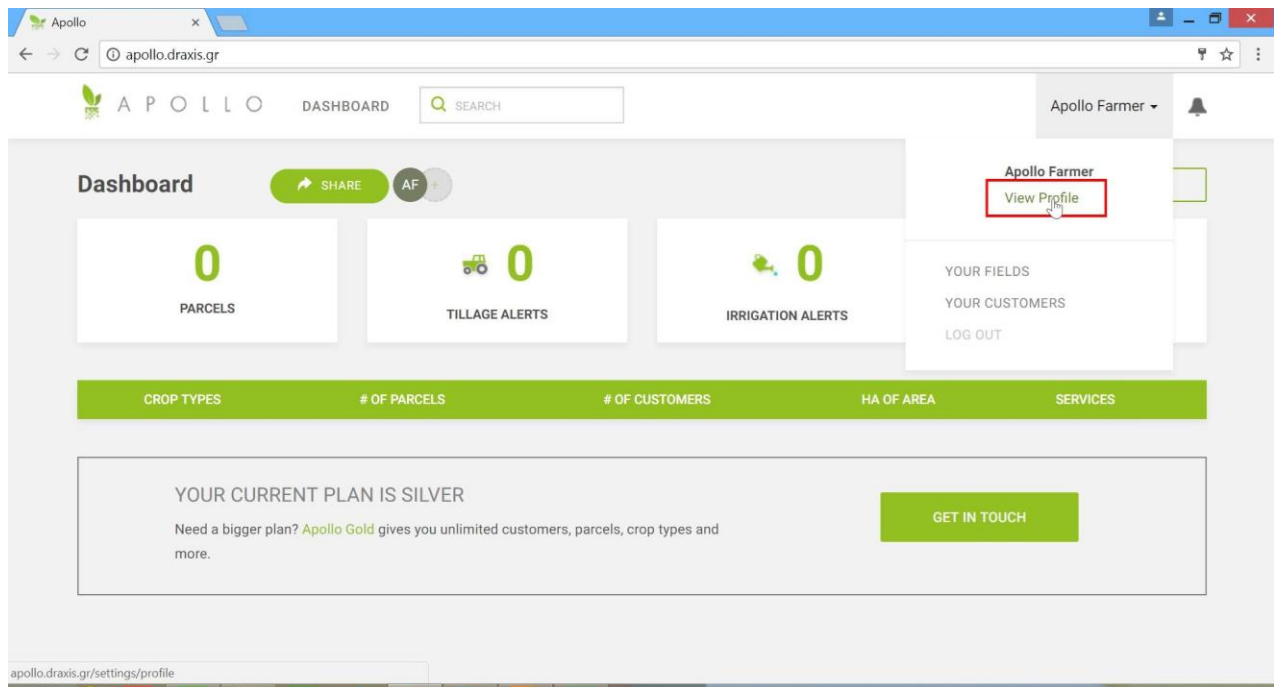 Apollo
apollo.draxis.gr
APOLLO DASHBOARD SEARCH Apollo Farmer
Dashboard SHARE AF +
Apollo Farmer
View Profile
0
PARCELS
0
TILLAGE ALERTS
0
IRRIGATION ALERTS
YOUR FIELDS
YOUR CUSTOMERS
LOG OUT
CROP TYPES # OF PARCELS # OF CUSTOMERS HA OF AREA SERVICES
YOUR CURRENT PLAN IS SILVER
Need a bigger plan? Apollo Gold gives you unlimited customers, parcels, crop types and
more.
GET IN TOUCH
apollo.draxis.gr/settings/profile